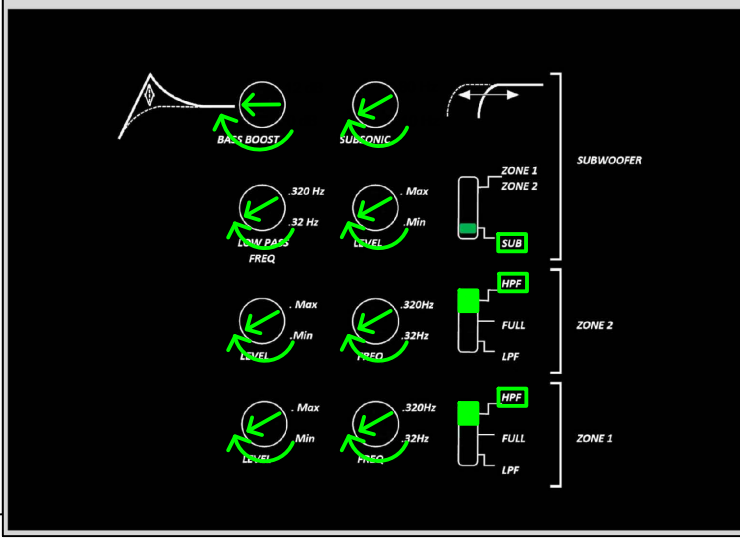 BASS BOOST
SUBSONIC
SUBWOOFER
.320 Hz
.32 Hz
LOW PASS
FREQ
. Max
.Min
LEVEL
ZONE 1
ZONE 2
SUB
. Max
.Min
LEVEL
.320Hz
.32Hz
FREQ
HPF
FULL
LPF
ZONE 2
. Max
Min
LEVEL
.320Hz
.32Hz
FREQ
HPF
FULL
LPF
ZONE 1